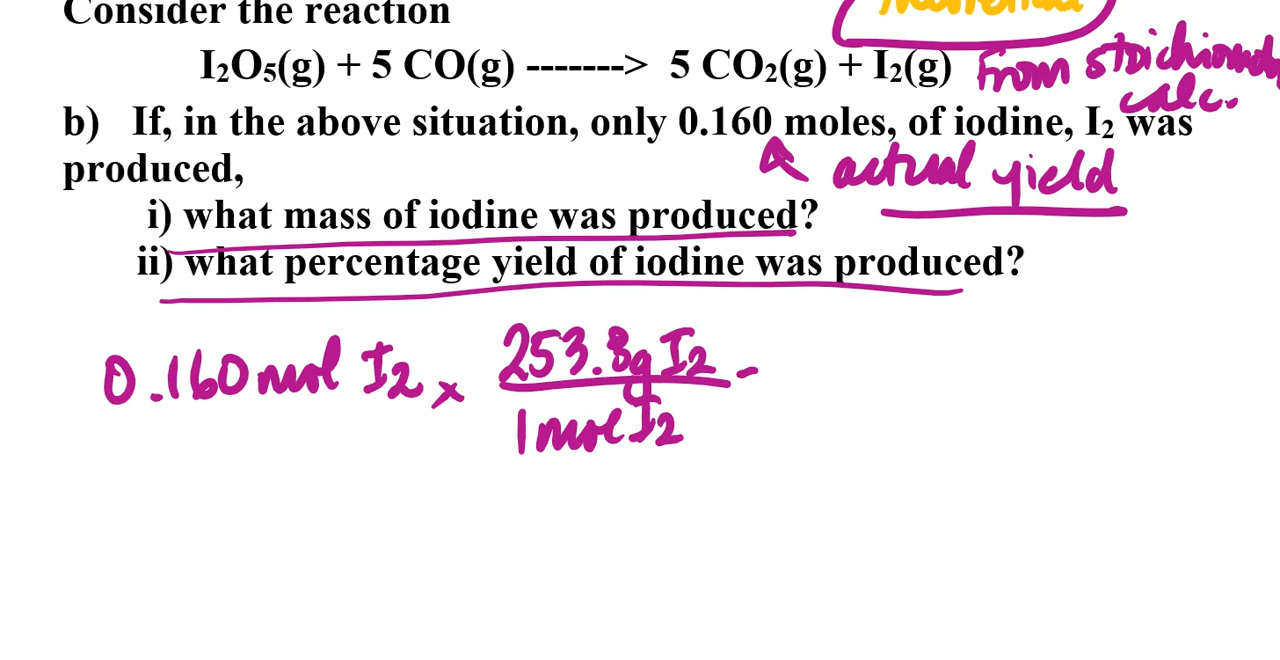 Consider the reaction
I₂O₅(g) + 5 CO(g) -------> 5 CO₂(g) + I₂(g) From stoichiometry
calc.
b) If, in the above situation, only 0.160 moles, of iodine, I₂ was
produced,
actual yield
i) what mass of iodine was produced?
ii) what percentage yield of iodine was produced?
0.160 mol I₂ x 253.8g I₂ -
1 mol I₂